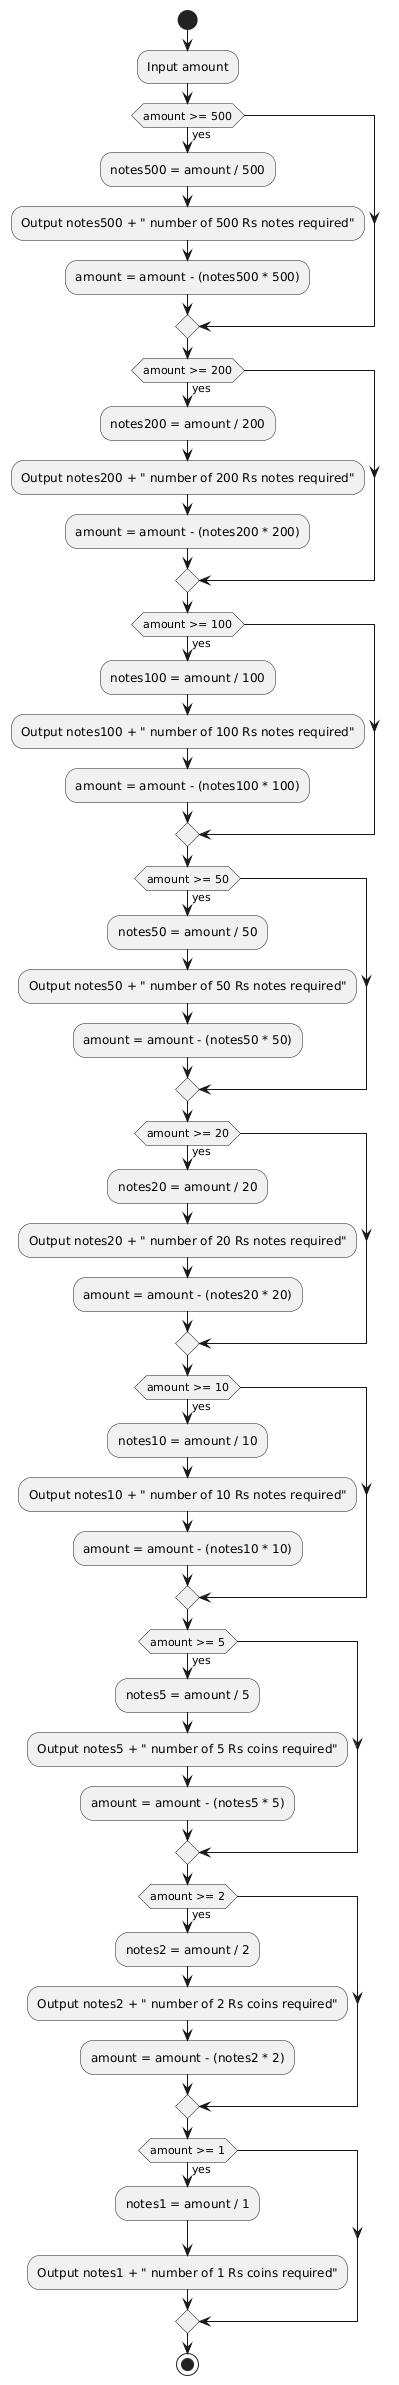 Input amount
amount >= 500
yes
notes500 = amount / 500
Output notes500 + " number of 500 Rs notes required"
amount = amount - (notes500 * 500)
amount >= 200
yes
notes200 = amount / 200
Output notes200 + " number of 200 Rs notes required"
amount = amount - (notes200 * 200)
amount >= 100
yes
notes100 = amount / 100
Output notes100 + " number of 100 Rs notes required"
amount = amount - (notes100 * 100)
amount >= 50
yes
notes50 = amount / 50
Output notes50 + " number of 50 Rs notes required"
amount = amount - (notes50 * 50)
amount >= 20
yes
notes20 = amount / 20
Output notes20 + " number of 20 Rs notes required"
amount = amount - (notes20 * 20)
amount >= 10
yes
notes10 = amount / 10
Output notes10 + " number of 10 Rs notes required"
amount = amount - (notes10 * 10)
amount >= 5
yes
notes5 = amount / 5
Output notes5 + " number of 5 Rs coins required"
amount = amount - (notes5 * 5)
amount >= 2
yes
notes2 = amount / 2
Output notes2 + " number of 2 Rs coins required"
amount = amount - (notes2 * 2)
amount >= 1
yes
notes1 = amount / 1
Output notes1 + " number of 1 Rs coins required"